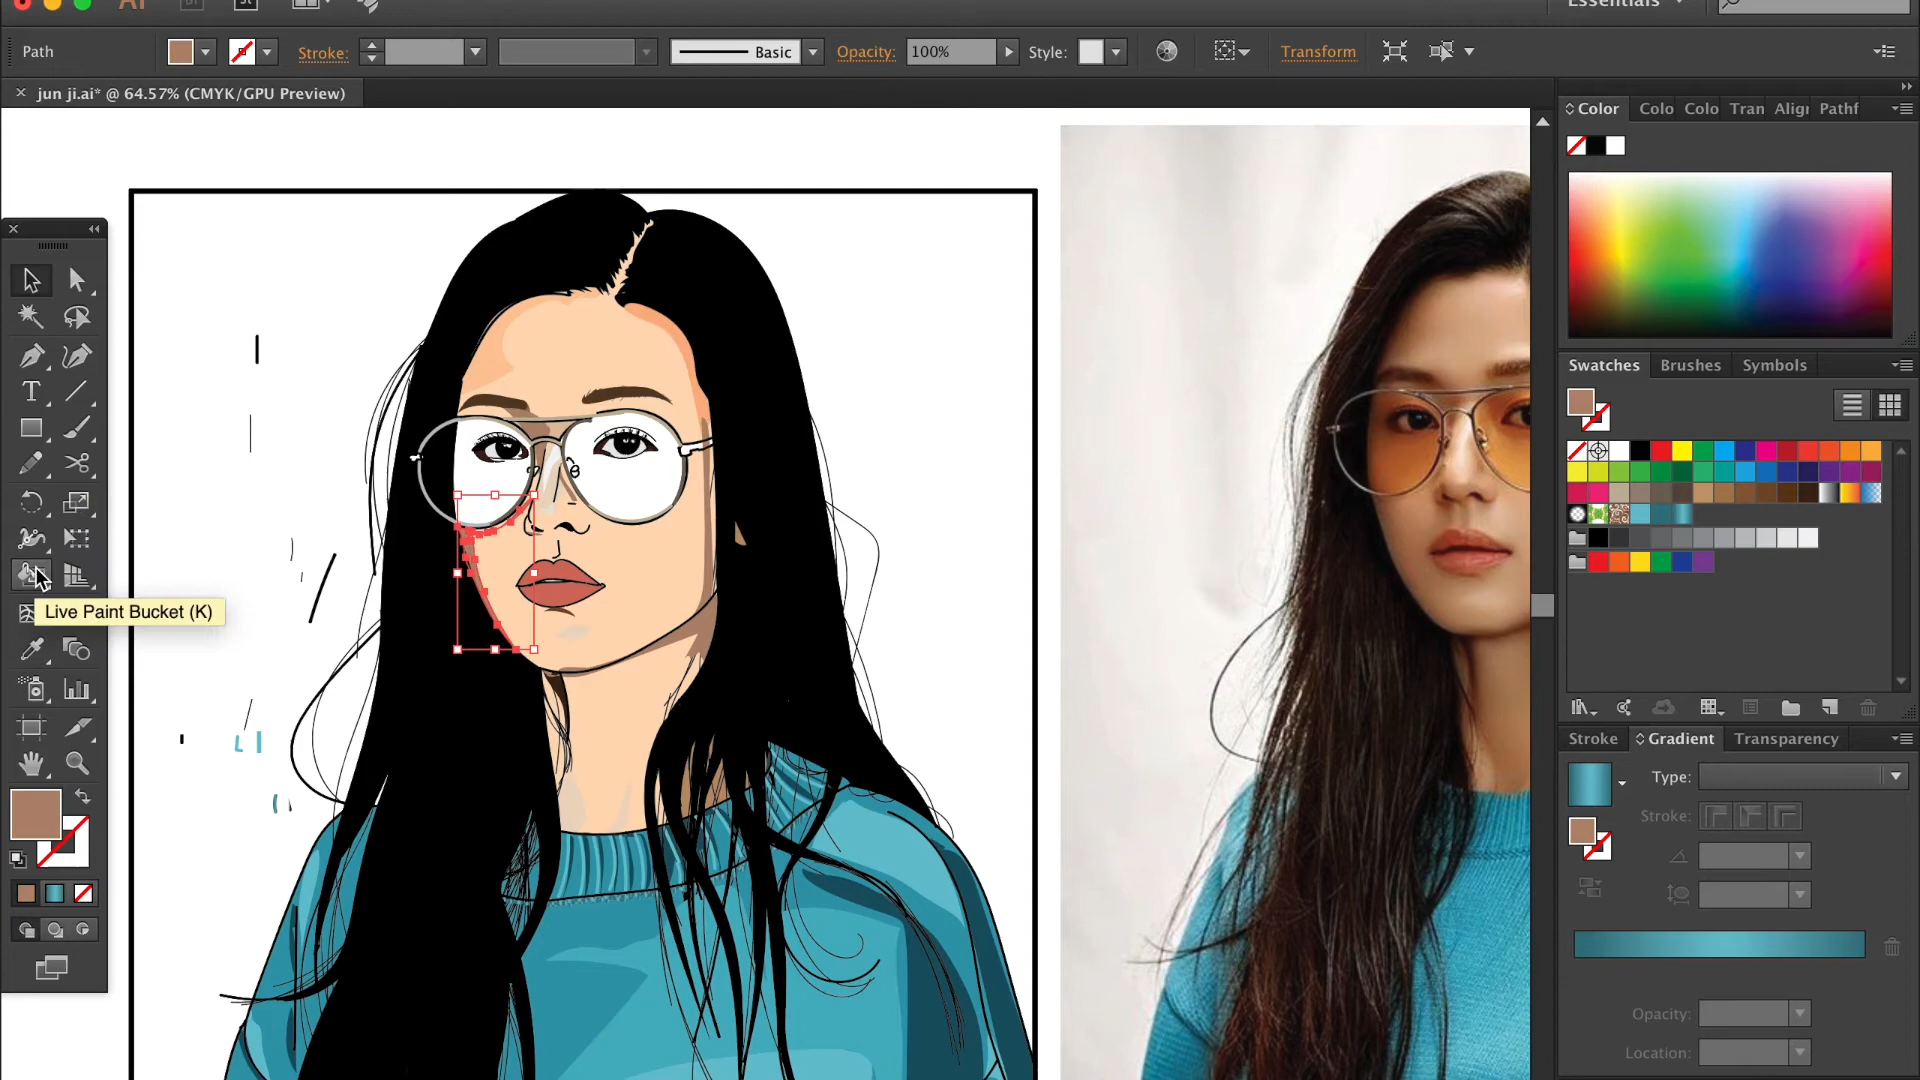 Essentials
Path
Stroke:
Basic
Opacity:
100%
Style:
Transform
jun ji.ai* @ 64.57% (CMYK/GPU Preview)
Color
Colo
Colo
Tran
Align
Pathf
Swatches
Brushes
Symbols
Live Paint Bucket (K)
Stroke
Gradient
Transparency
Type:
Stroke:
Opacity:
Location: